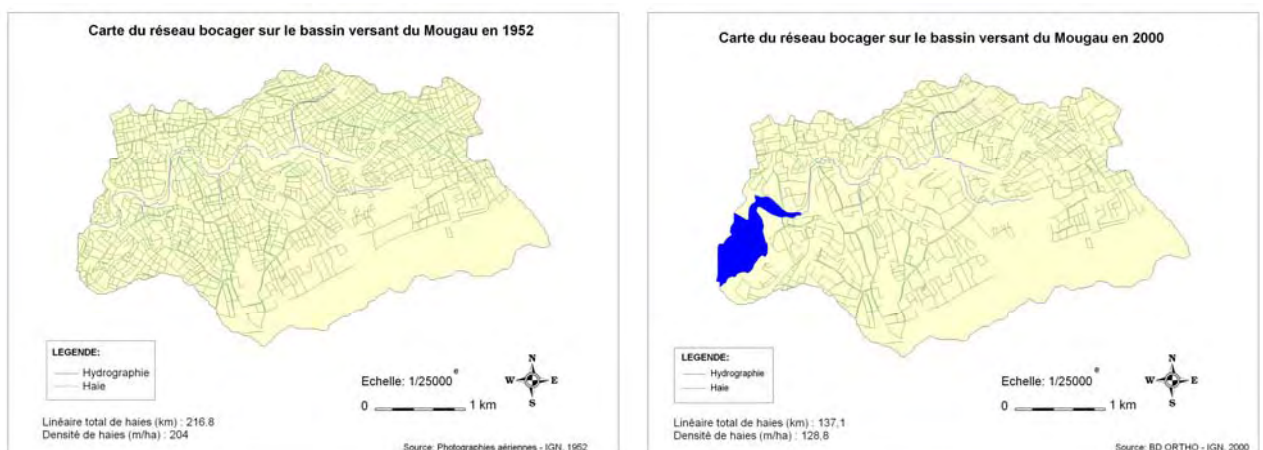 Carte du réseau bocager sur le bassin versant du Mougau en 1952
LEGENDE:
Hydrographie
Haie
Echelle: 1/25000 e
N
W E
S
0 1 km
Linéaire total de haies (km) : 216.8
Densité de haies (m/ha) : 204
Source: Photographies aériennes - IGN, 1952
Carte du réseau bocager sur le bassin versant du Mougau en 2000
LEGENDE:
Hydrographie
Haie
Echelle: 1/25000 e
N
W E
S
0 1 km
Linéaire total de haies (km) : 137,1
Densité de haies (m/ha) : 128,8
Source: BD ORTHO - IGN, 2000